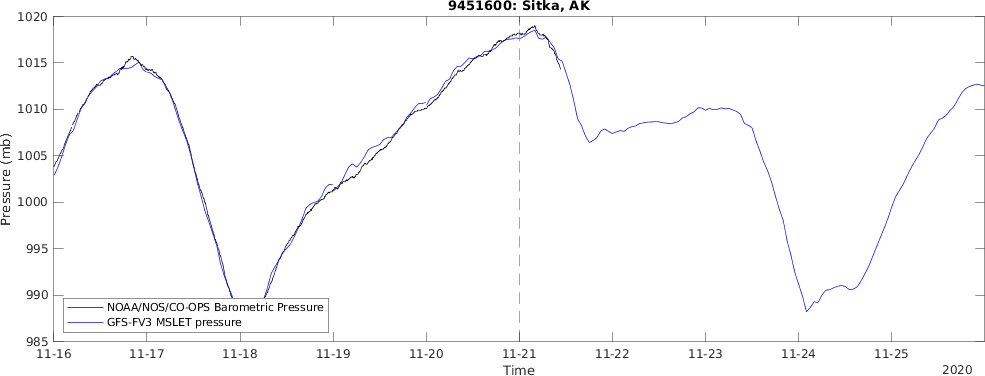 9451600: Sitka, AK
Pressure (mb)
1020
1015
1010
1005
1000
995
990
985
NOAA/NOS/CO-OPS Barometric Pressure
GFS-FV3 MSLET pressure
11-16 11-17 11-18 11-19 11-20 11-21 11-22 11-23 11-24 11-25
Time
2020